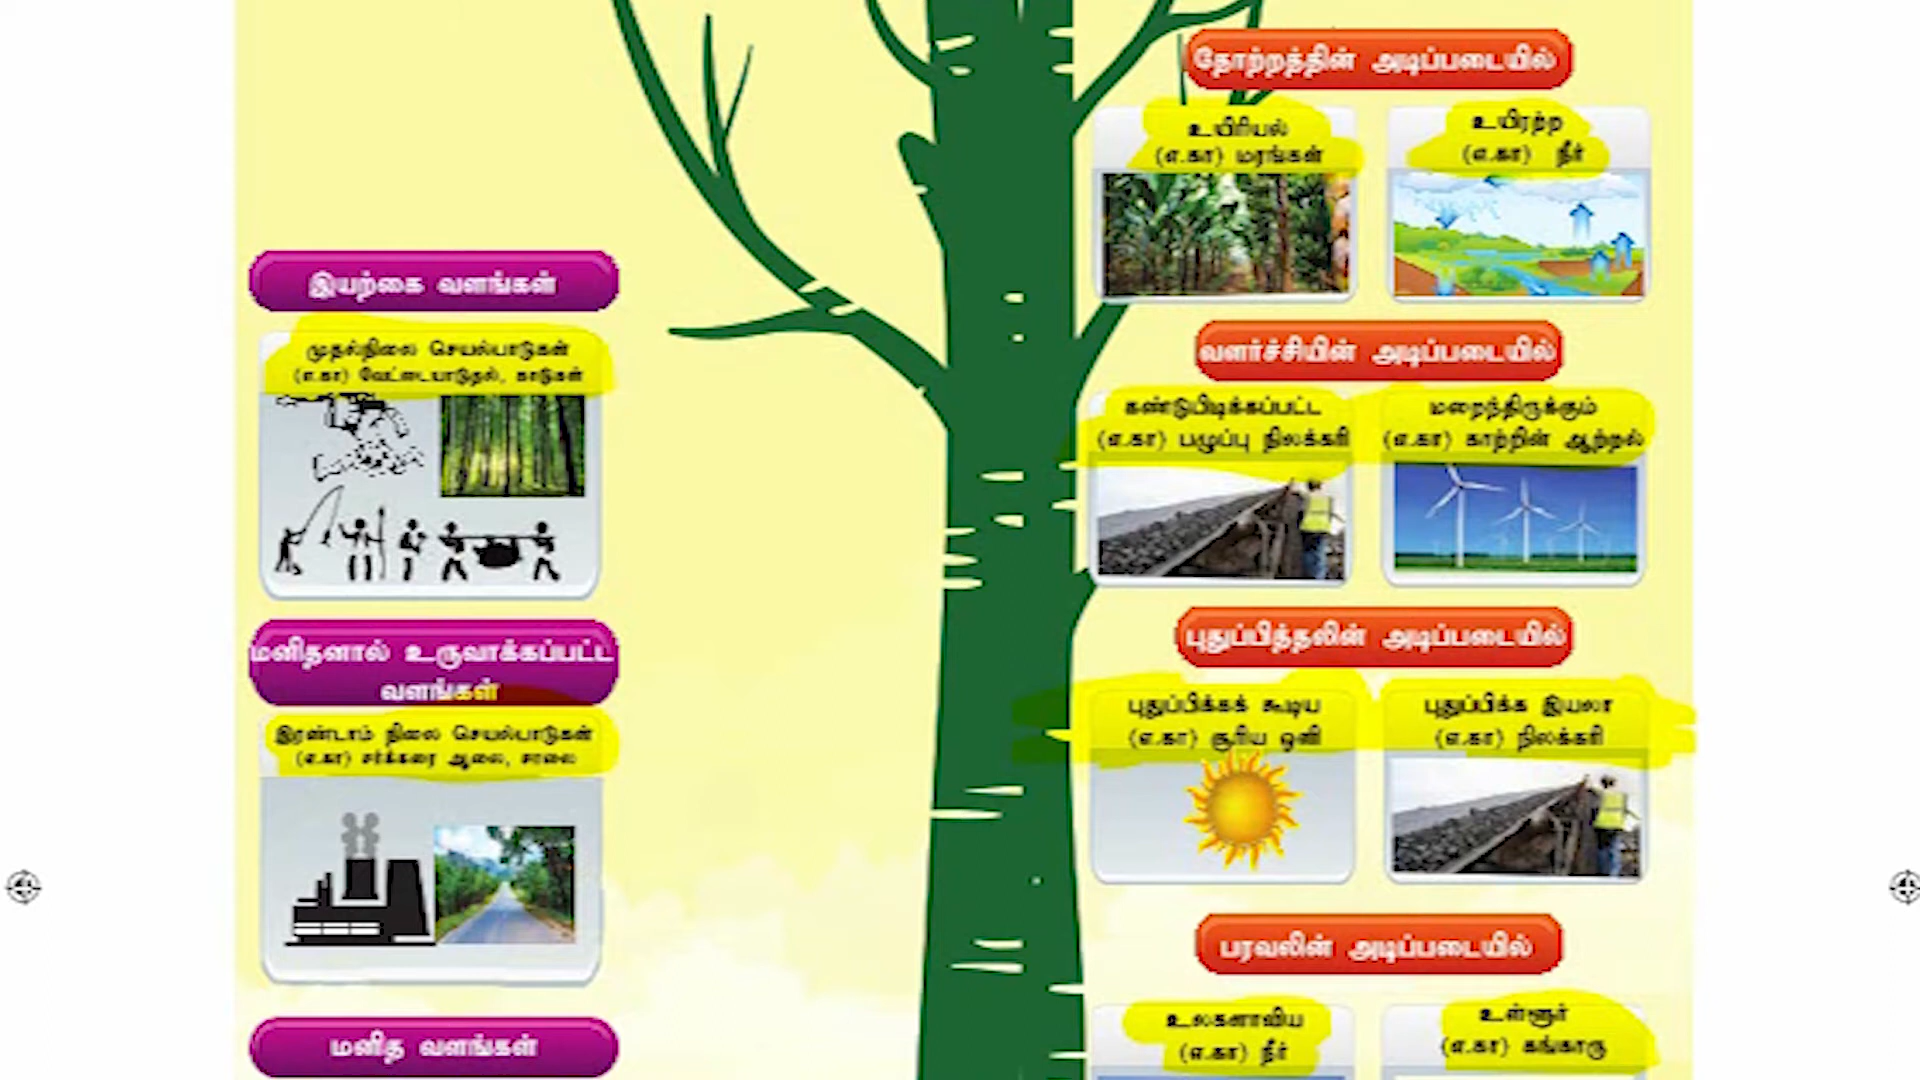 இயற்கை வளங்கள்
முதல்நிலை செயல்பாடுகள்
(எ.கா) வேட்டையாடுதல், காடுகள்
மனிதனால் உருவாக்கப்பட்ட
வளங்கள்
இரண்டாம் நிலை செயல்பாடுகள்
(எ.கா) சர்க்கரை ஆலை, சாலை
மனித வளங்கள்
தோற்றத்தின் அடிப்படையில்
உயிரியல்
(எ.கா) மரங்கள்
உயிரற்ற
(எ.கா) நீர்
வளர்ச்சியின் அடிப்படையில்
கண்டுபிடிக்கப்பட்ட
(எ.கா) பழுப்பு நிலக்கரி
மறைந்திருக்கும்
(எ.கா) காற்றின் ஆற்றல்
புதுப்பித்தலின் அடிப்படையில்
புதுப்பிக்கக் கூடிய
(எ.கா) சூரிய ஒளி
புதுப்பிக்க இயலா
(எ.கா) நிலக்கரி
பரவலின் அடிப்படையில்
உலகளாவிய
(எ.கா) நீர்
உள்ளூர்
(எ.கா) கங்காரு